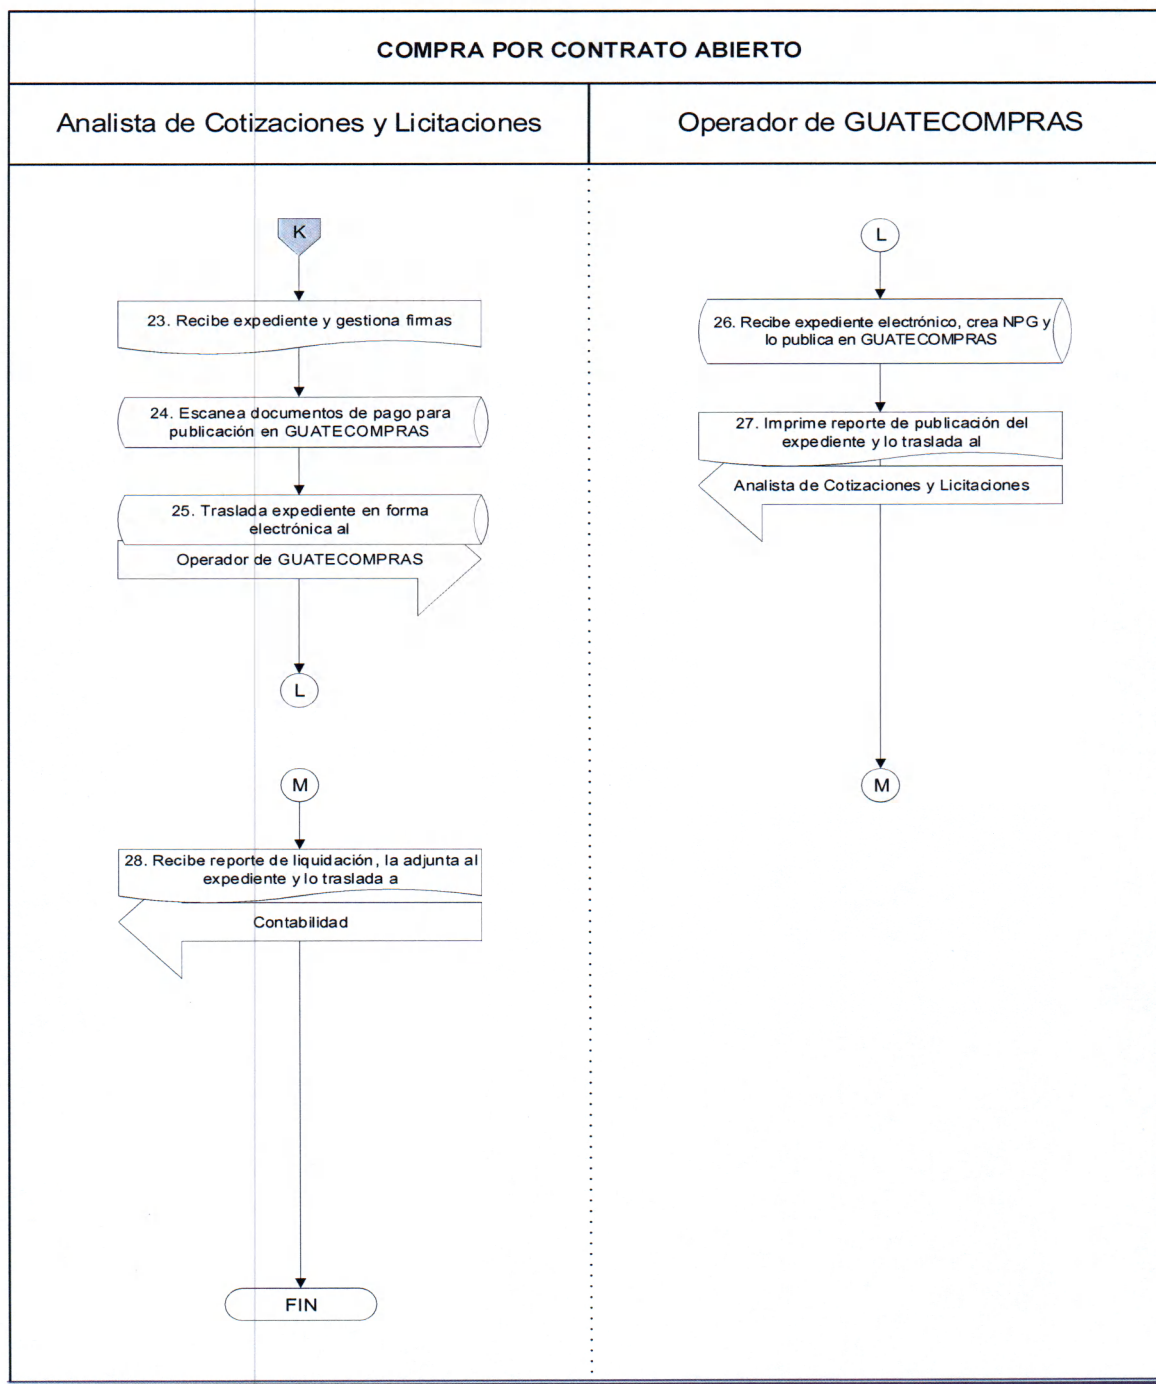 COMPRA POR CONTRATO ABIERTO
Analista de Cotizaciones y Licitaciones
Operador de GUATECOMPRAS
K
23. Recibe expediente y gestiona firmas
24. Escanea documentos de pago para
publicación en GUATECOMPRAS
25. Traslada expediente en forma
electrónica al
Operador de GUATECOMPRAS
L
M
28. Recibe reporte de liquidación, la adjunta al
expediente y lo traslada a
Contabilidad
FIN
L
26. Recibe expediente electrónico, crea NPG y
lo publica en GUATECOMPRAS
27. Imprime reporte de publicación del
expediente y lo traslada al
Analista de Cotizaciones y Licitaciones
M